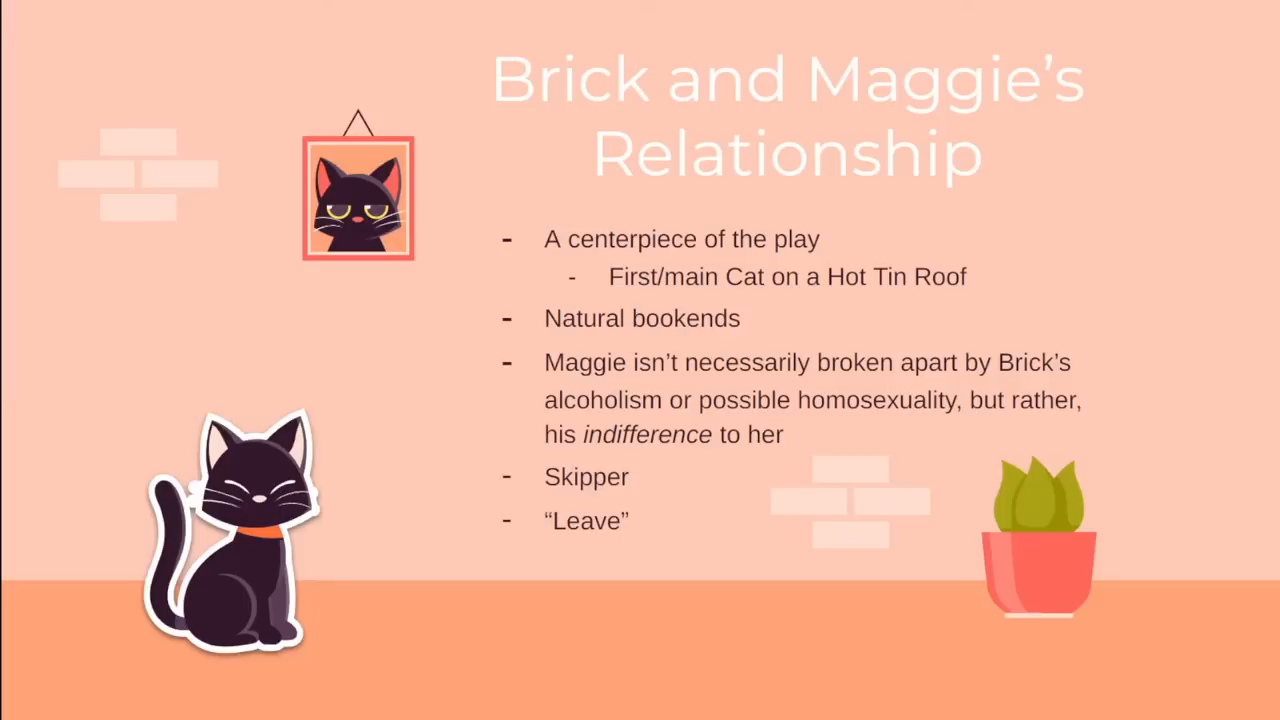 Brick and Maggie’s
Relationship
- A centerpiece of the play
- First/main Cat on a Hot Tin Roof
- Natural bookends
- Maggie isn’t necessarily broken apart by Brick’s
alcoholism or possible homosexuality, but rather,
his indifference to her
- Skipper
- “Leave”